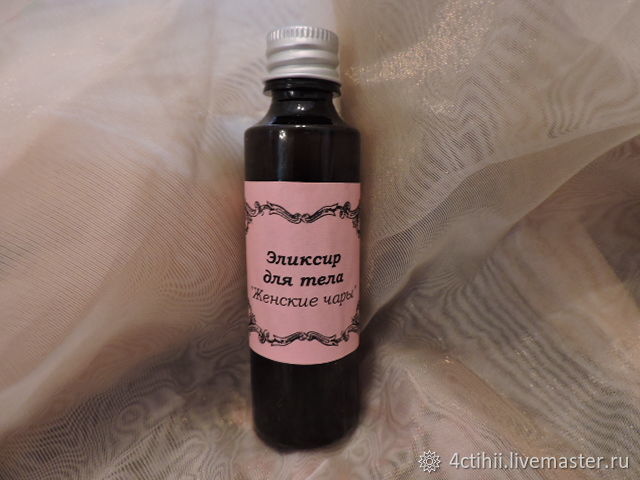 Эликсир
для тела
"Женские чары"
4ctihii.livemaster.ru